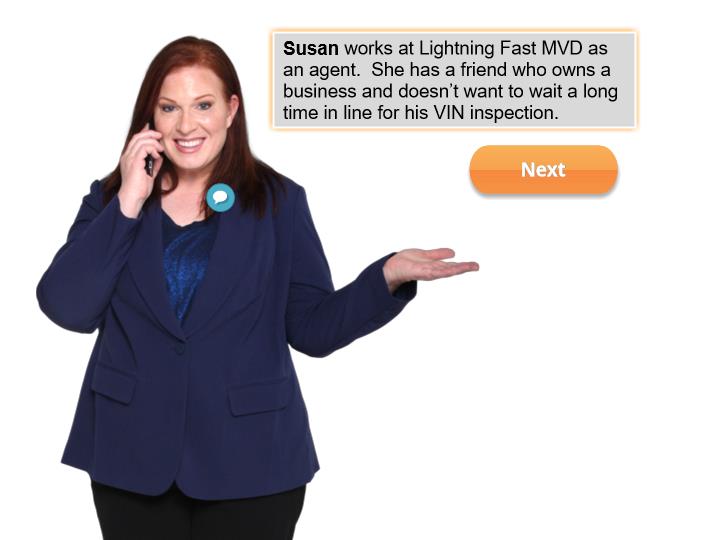 Susan works at Lightning Fast MVD as
an agent.  She has a friend who owns a
business and doesn’t want to wait a long
time in line for his VIN inspection.
Next